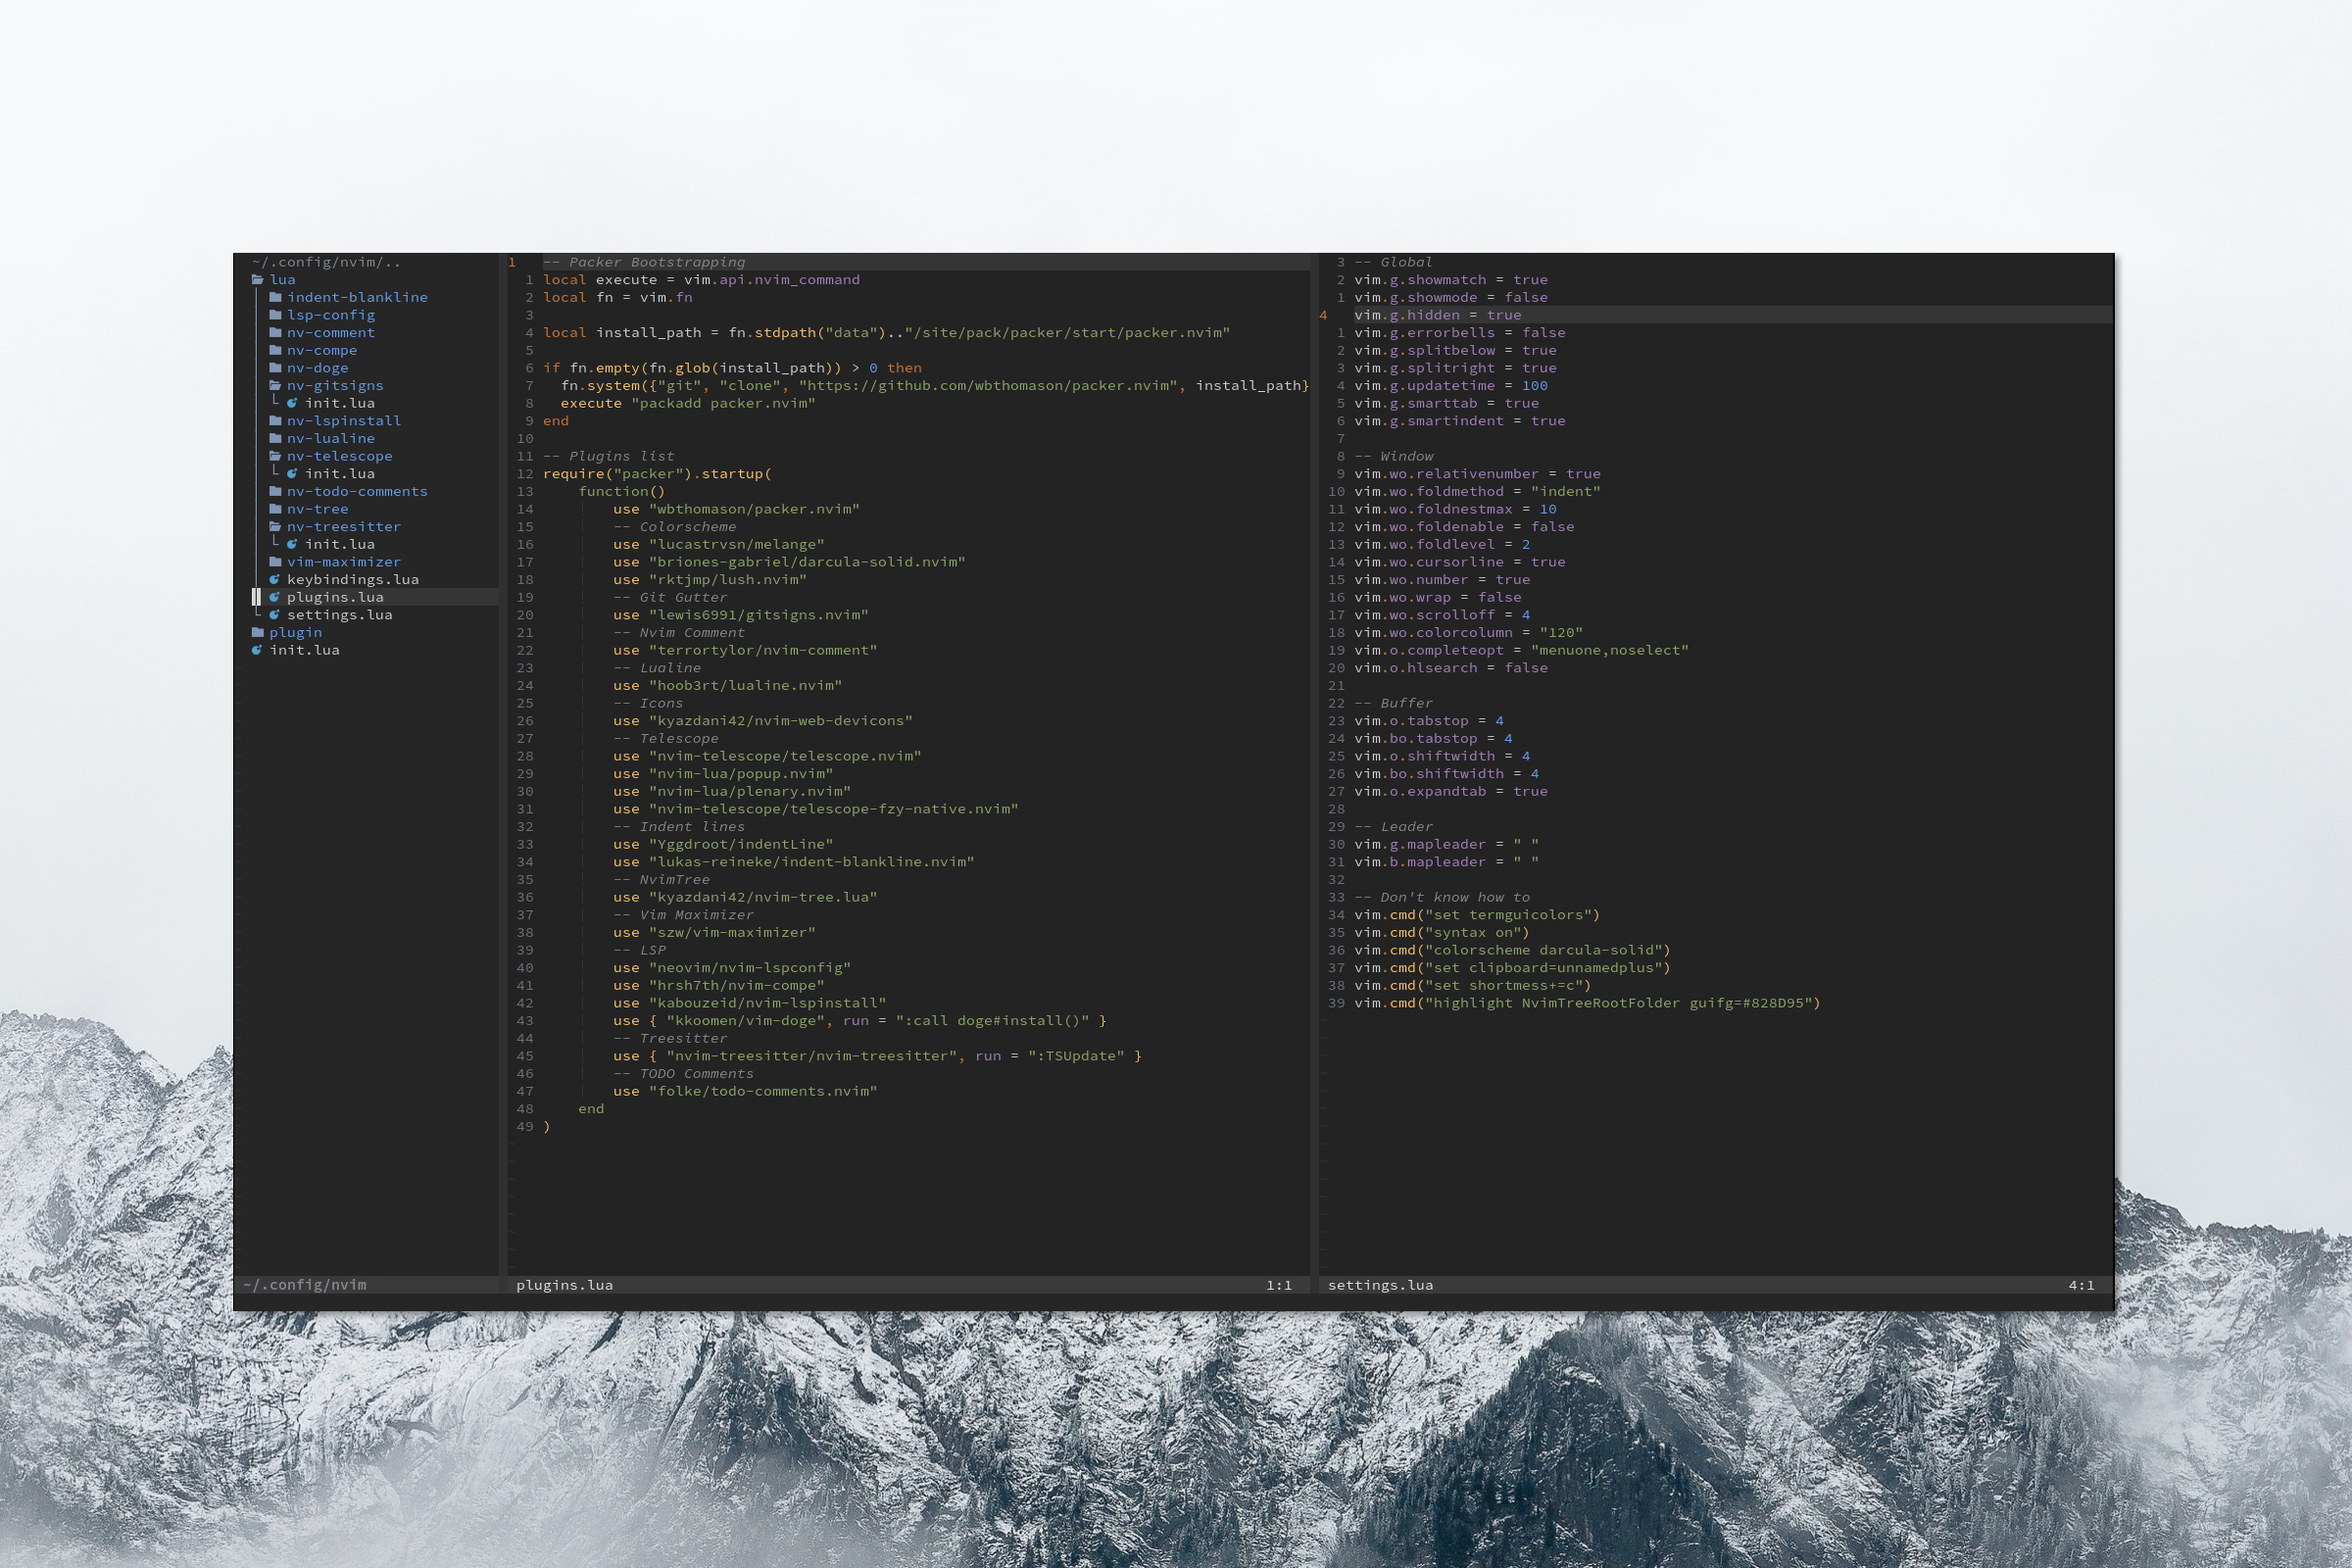 ~/.config/nvim/..
lua
indent-blankline
lsp-config
nv-comment
nv-compe
nv-doge
nv-gitsigns
init.lua
nv-lspinstall
nv-lualine
nv-telescope
init.lua
nv-todo-comments
nv-tree
nv-treesitter
init.lua
vim-maximizer
keybindings.lua
plugins.lua
settings.lua
plugin
init.lua
~/.config/nvim
1 -- Packer Bootstrapping
1 local execute = vim.api.nvim_command
2 local fn = vim.fn
3
4 local install_path = fn.stdpath("data").."/site/pack/packer/start/packer.nvim"
5
6 if fn.empty(fn.glob(install_path)) > 0 then
7 fn.system({"git", "clone", "https://github.com/wbthomason/packer.nvim", install_path}
8 execute "packadd packer.nvim"
9 end
10
11 -- Plugins list
12 require("packer").startup(
13 function()
14 use "wbthomason/packer.nvim"
15 -- Colorscheme
16 use "lucastrvsn/melange"
17 use "briones-gabriel/darcula-solid.nvim"
18 use "rktjmp/lush.nvim"
19 -- Git Gutter
20 use "lewis6991/gitsigns.nvim"
21 -- Nvim Comment
22 use "terrortylor/nvim-comment"
23 -- Lualine
24 use "hoob3rt/lualine.nvim"
25 -- Icons
26 use "kyazdani42/nvim-web-devicons"
27 -- Telescope
28 use "nvim-telescope/telescope.nvim"
29 use "nvim-lua/popup.nvim"
30 use "nvim-lua/plenary.nvim"
31 use "nvim-telescope/telescope-fzy-native.nvim"
32 -- Indent lines
33 use "Yggdroot/indentLine"
34 use "lukas-reineke/indent-blankline.nvim"
35 -- NvimTree
36 use "kyazdani42/nvim-tree.lua"
37 -- Vim Maximizer
38 use "szw/vim-maximizer"
39 -- LSP
40 use "neovim/nvim-lspconfig"
41 use "hrsh7th/nvim-compe"
42 use "kabouzeid/nvim-lspinstall"
43 use { "kkoomen/vim-doge", run = ":call doge#install()" }
44 -- Treesitter
45 use { "nvim-treesitter/nvim-treesitter", run = ":TSUpdate" }
46 -- TODO Comments
47 use "folke/todo-comments.nvim"
48 end
49 )
plugins.lua 1:1
3 -- Global
2 vim.g.showmatch = true
1 vim.g.showmode = false
4 vim.g.hidden = true
1 vim.g.errorbells = false
2 vim.g.splitbelow = true
3 vim.g.splitright = true
4 vim.g.updatetime = 100
5 vim.g.smarttab = true
6 vim.g.smartindent = true
7
8 -- Window
9 vim.wo.relativenumber = true
10 vim.wo.foldmethod = "indent"
11 vim.wo.foldnestmax = 10
12 vim.wo.foldenable = false
13 vim.wo.foldlevel = 2
14 vim.wo.cursorline = true
15 vim.wo.number = true
16 vim.wo.wrap = false
17 vim.wo.scrolloff = 4
18 vim.wo.colorcolumn = "120"
19 vim.o.completeopt = "menuone,noselect"
20 vim.o.hlsearch = false
21
22 -- Buffer
23 vim.o.tabstop = 4
24 vim.bo.tabstop = 4
25 vim.o.shiftwidth = 4
26 vim.bo.shiftwidth = 4
27 vim.o.expandtab = true
28
29 -- Leader
30 vim.g.mapleader = " "
31 vim.b.mapleader = " "
32
33 -- Don't know how to
34 vim.cmd("set termguicolors")
35 vim.cmd("syntax on")
36 vim.cmd("colorscheme darcula-solid")
37 vim.cmd("set clipboard=unnamedplus")
38 vim.cmd("set shortmess+=c")
39 vim.cmd("highlight NvimTreeRootFolder guifg=#828D95")
settings.lua 4:1